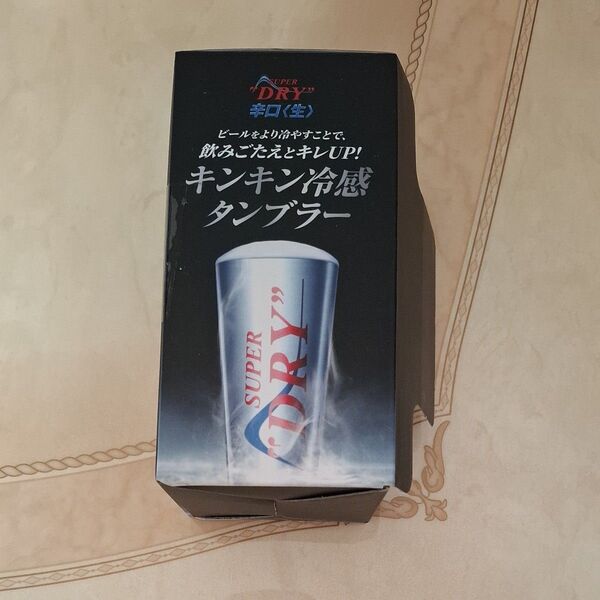 SUPER
"DRY"
辛口〈生〉
ビールをより冷やすことで、
飲みごたえとキレUP!
キンキン冷感
タンブラー
SUPER
"DRY"